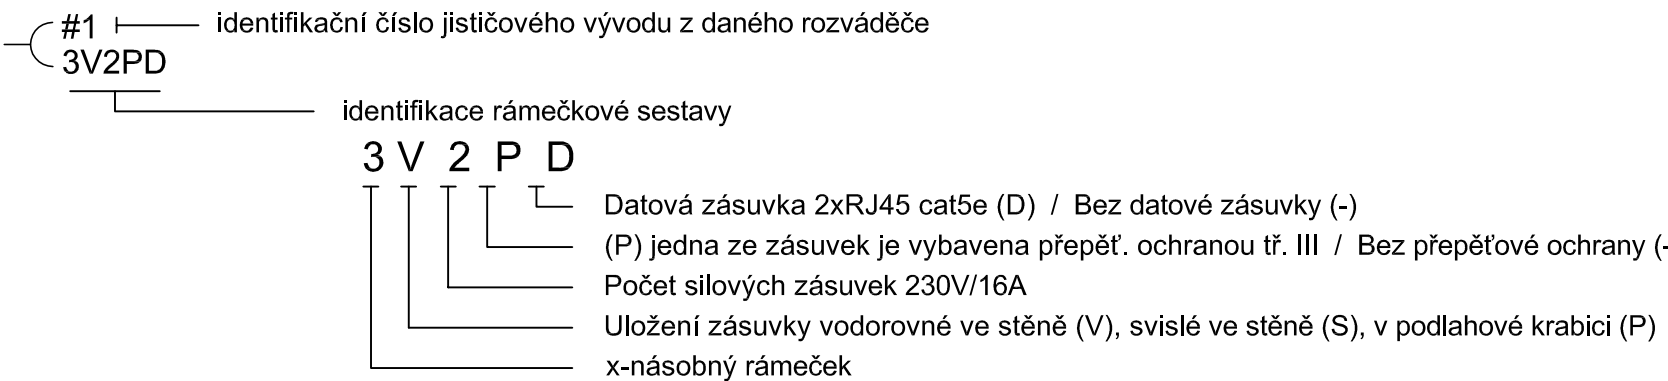 #1 identifikační číslo jističového vývodu z daného rozváděče
3V2PD
identifikace rámečkové sestavy
3 V 2 P D
Datová zásuvka 2xRJ45 cat5e (D) / Bez datové zásuvky (-)
(P) jedna ze zásuvek je vybavena přepěť. ochranou tř. III / Bez přepěťové ochrany (-
Počet silových zásuvek 230V/16A
Uložení zásuvky vodorovné ve stěně (V), svislé ve stěně (S), v podlahové krabici (P)
x-násobný rámeček